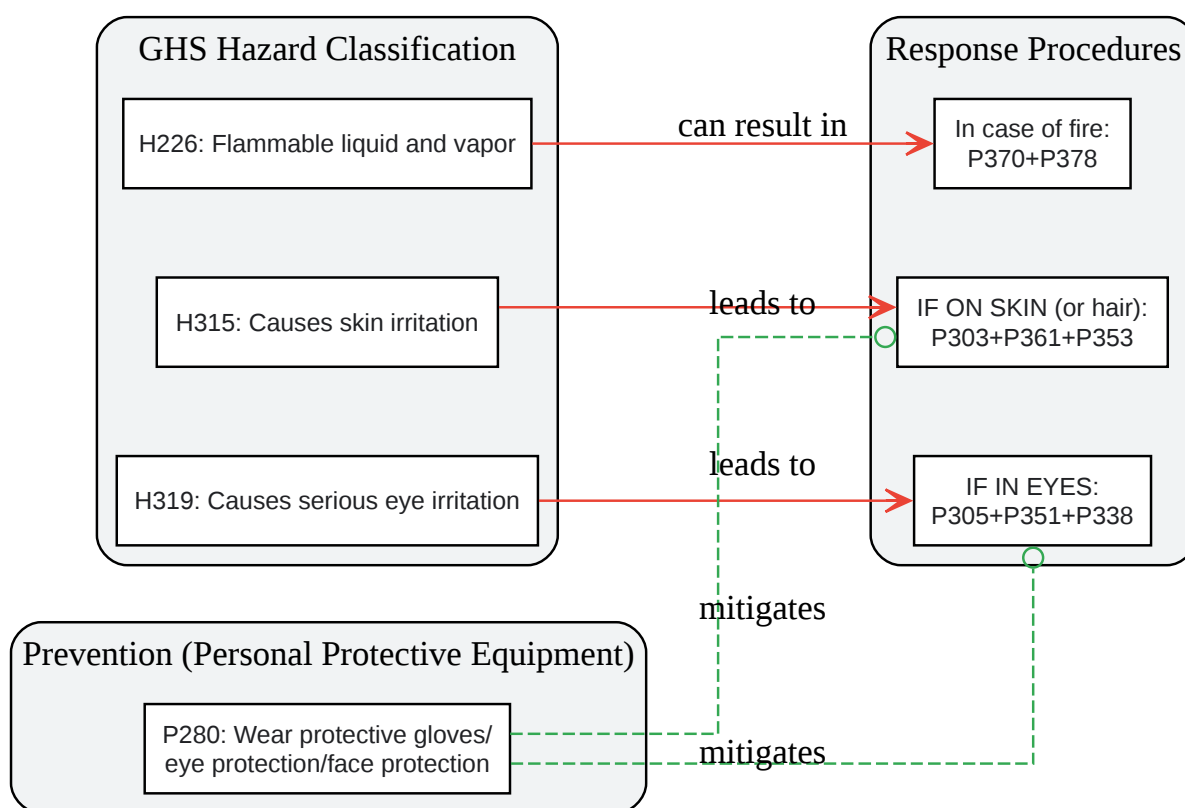 GHS Hazard Classification
Response Procedures
H226: Flammable liquid and vapor
can result in
In case of fire:
P370+P378
H315: Causes skin irritation
leads to
IF ON SKIN (or hair):
P303+P361+P353
H319: Causes serious eye irritation
leads to
IF IN EYES:
P305+P351+P338
mitigates
Prevention (Personal Protective Equipment)
P280: Wear protective gloves/
eye protection/face protection
mitigates